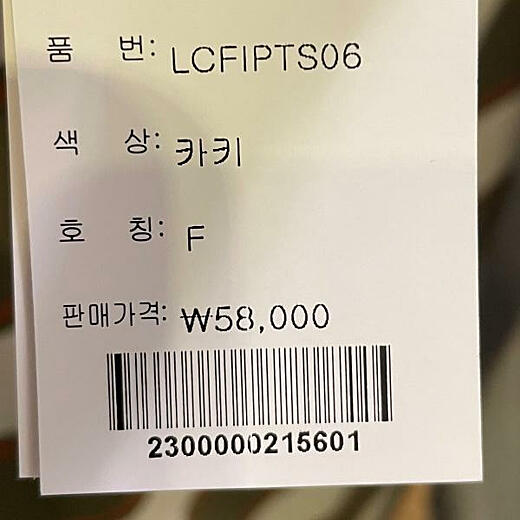 품 번: LCFIPTS06
색 상: 카키
호 칭: F
판매가격: ₩58,000
2300000215601